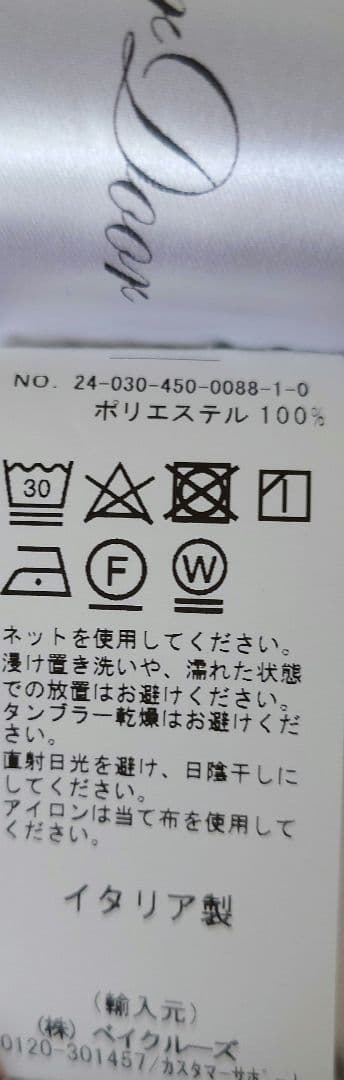 Door
NO. 24-030-450-0088-1-0
ポリエステル 100%
30
F
W
ネットを使用してください。
浸け置き洗いや、濡れた状態
での放置はお避けください。
タンブラー乾燥はお避けくだ
さい。
直射日光を避け、日陰干しに
してください。
アイロンは当て布を使用して
ください。
イタリア製
(輸入元)
(株) ベイクルーズ
0120-301457/カスタマーサポート